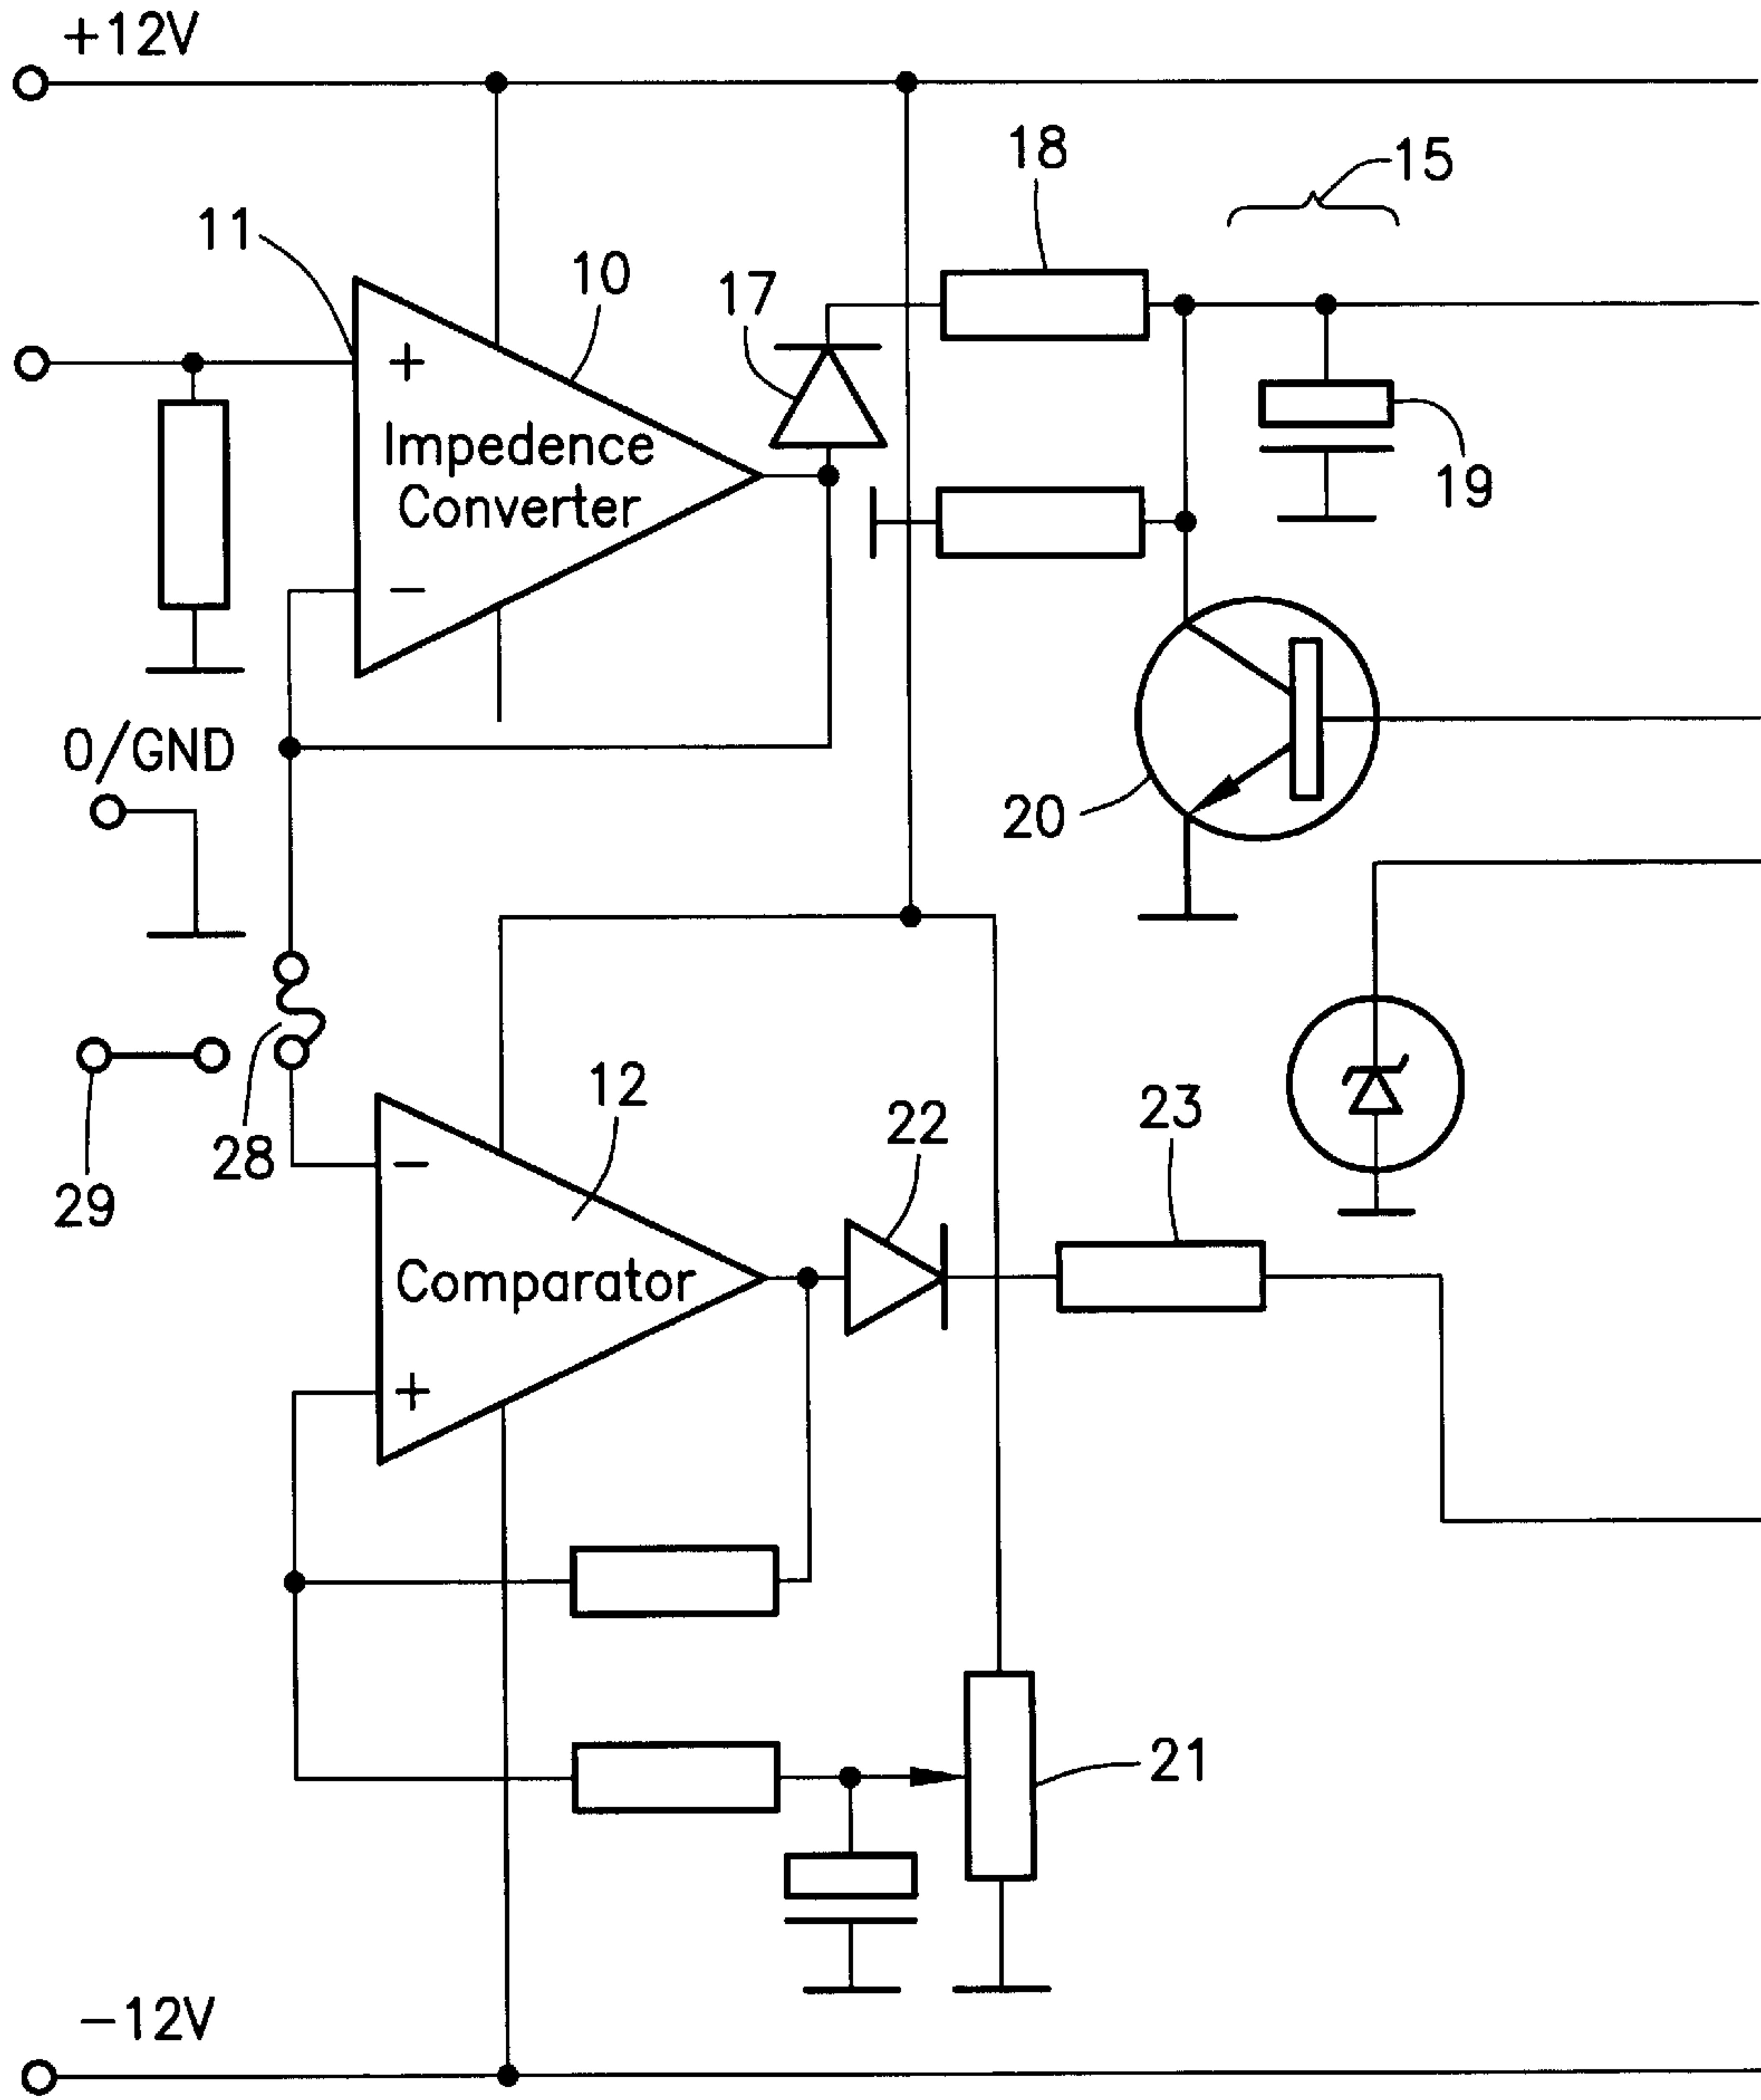 +12V
18
15
11
10
17
+
Impedence
Converter
19
−
0/GND
20
12
22
23
28
29
−
Comparator
+
21
−12V